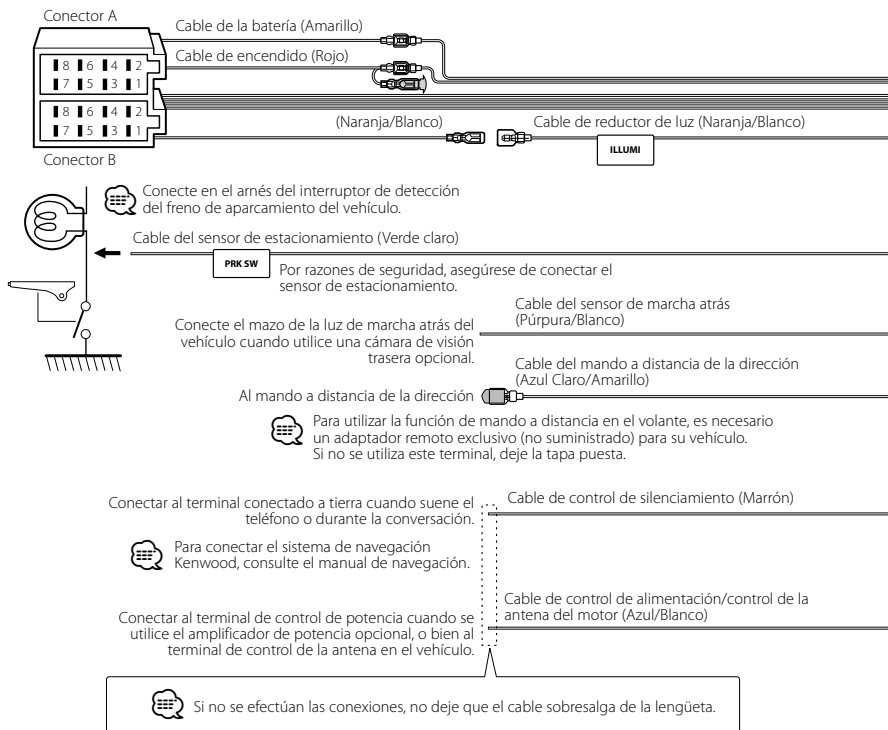 Conector A
Cable de la batería (Amarillo)
Cable de encendido (Rojo)
8 6 4 2
7 5 3 1
8 6 4 2
7 5 3 1
(Naranja/Blanco)
Cable de reductor de luz (Naranja/Blanco)
ILLUMI
Conector B
Conecte en el arnés del interruptor de detección
del freno de aparcamiento del vehículo.
Cable del sensor de estacionamiento (Verde claro)
PRK SW
Por razones de seguridad, asegúrese de conectar el
sensor de estacionamiento.
Cable del sensor de marcha atrás
(Púrpura/Blanco)
Conecte el mazo de la luz de marcha atrás del
vehículo cuando utilice una cámara de visión
trasera opcional.
Cable del mando a distancia de la dirección
(Azul Claro/Amarillo)
Al mando a distancia de la dirección
Para utilizar la función de mando a distancia en el volante, es necesario
un adaptador remoto exclusivo (no suministrado) para su vehículo.
Si no se utiliza este terminal, deje la tapa puesta.
Cable de control de silenciamiento (Marrón)
Conectar al terminal conectado a tierra cuando suene el
teléfono o durante la conversación.
Para conectar el sistema de navegación
Kenwood, consulte el manual de navegación.
Cable de control de alimentación/control de la
antena del motor (Azul/Blanco)
Conectar al terminal de control de potencia cuando se
utilice el amplificador de potencia opcional, o bien al
terminal de control de la antena en el vehículo.
Si no se efectúan las conexiones, no deje que el cable sobresalga de la lengüeta.